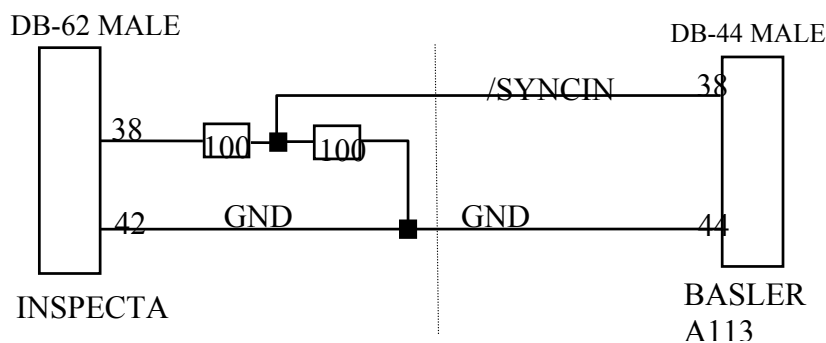 DB-62 MALE
DB-44 MALE
/SYNCIN
38
38
100
100
42
GND
GND
44
INSPECTA
BASLER
A113